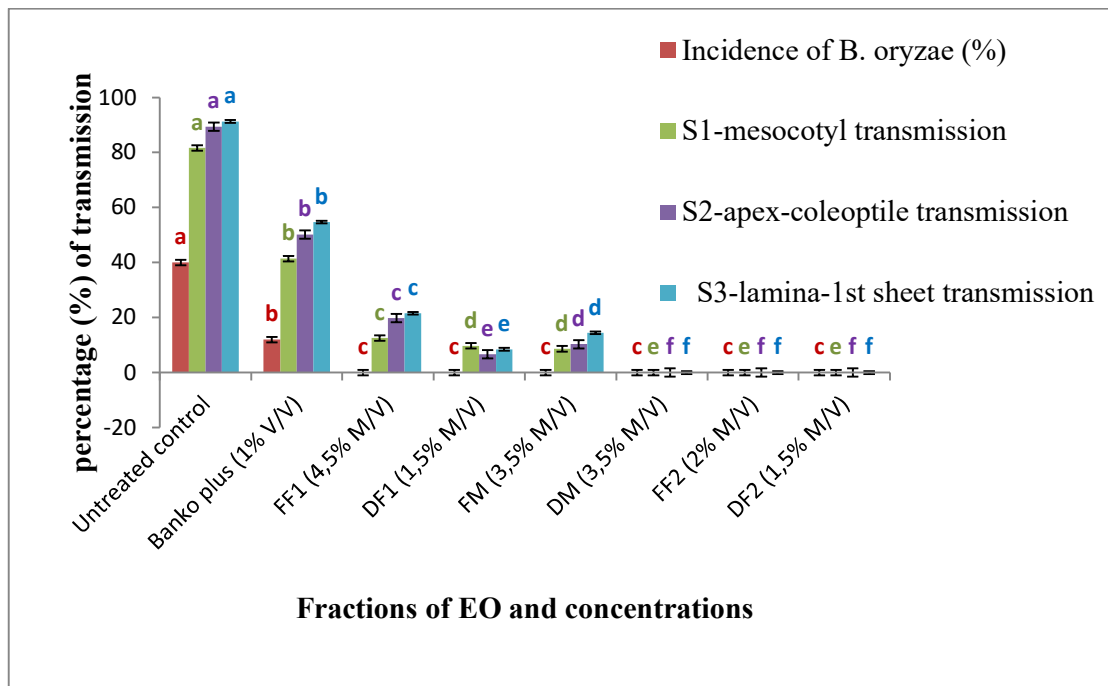 Incidence of B. oryzae (%)
S1-mesocotyl transmission
S2-apex-coleoptile transmission
S3-lamina-1st sheet transmission
percentage (%) of transmission
100
80
60
40
20
0
-20
a a a a
b b b b
c c c c
c d e e
c d d d
c e f f
c e f f
c e f f
Untreated control
Banko plus (1% V/V)
FF1 (4,5% M/V)
DF1 (1,5% M/V)
FM (3,5% M/V)
DM (3,5% M/V)
FF2 (2% M/V)
DF2 (1,5% M/V)
Fractions of EO and concentrations